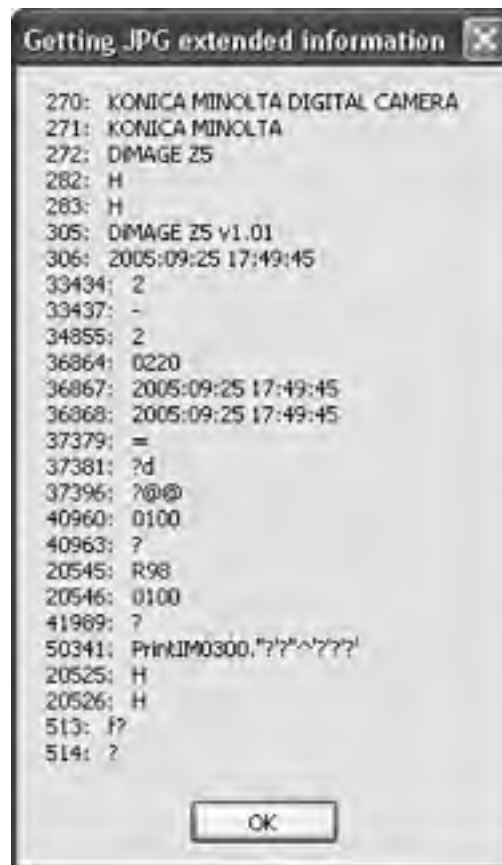 Getting JPG extended information
270: KONICA MINOLTA DIGITAL CAMERA
271: KONICA MINOLTA
272: DiMAGE Z5
282: H
283: H
305: DiMAGE Z5 v1.01
306: 2005:09:25 17:49:45
33434: 2
33437: -
34855: 2
36864: 0220
36867: 2005:09:25 17:49:45
36868: 2005:09:25 17:49:45
37379: =
37381: ?d
37396: ?@@
40960: 0100
40963: ?
20545: R98
20546: 0100
41989: ?
50341: PrintIM0300."?'?"^'?'?'?'
20525: H
20526: H
513: f?
514: ?
OK